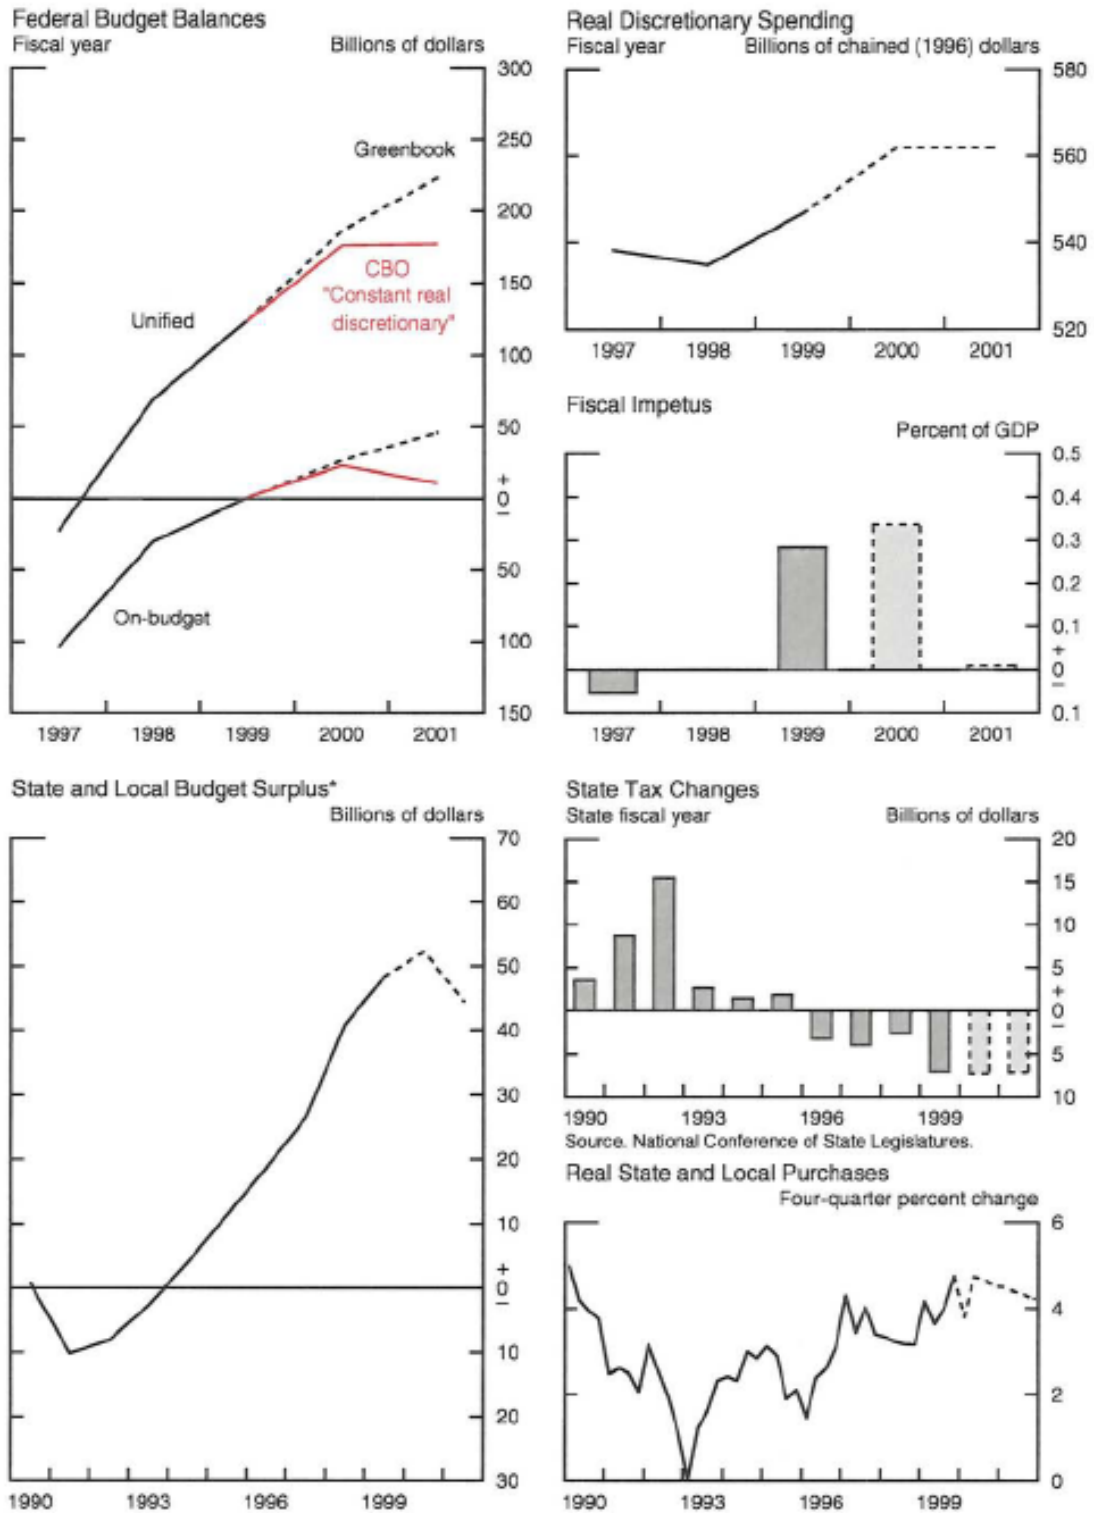 Federal Budget Balances
Fiscal year Billions of dollars
300
250
200
150
100
50
+
0
–
50
100
150
Greenbook
CBO
"Constant real
discretionary"
Unified
On-budget
1997 1998 1999 2000 2001
Real Discretionary Spending
Fiscal year Billions of chained (1996) dollars
580
560
540
520
1997 1998 1999 2000 2001
Fiscal Impetus
Percent of GDP
0.5
0.4
0.3
0.2
0.1
+
0
–
0.1
1997 1998 1999 2000 2001
State and Local Budget Surplus*
Billions of dollars
70
60
50
40
30
20
10
+
0
–
10
20
30
1990 1993 1996 1999
State Tax Changes
State fiscal year Billions of dollars
20
15
10
5
+
0
–
5
10
1990 1993 1996 1999
Source. National Conference of State Legislatures.
Real State and Local Purchases
Four-quarter percent change
6
4
2
0
1990 1993 1996 1999